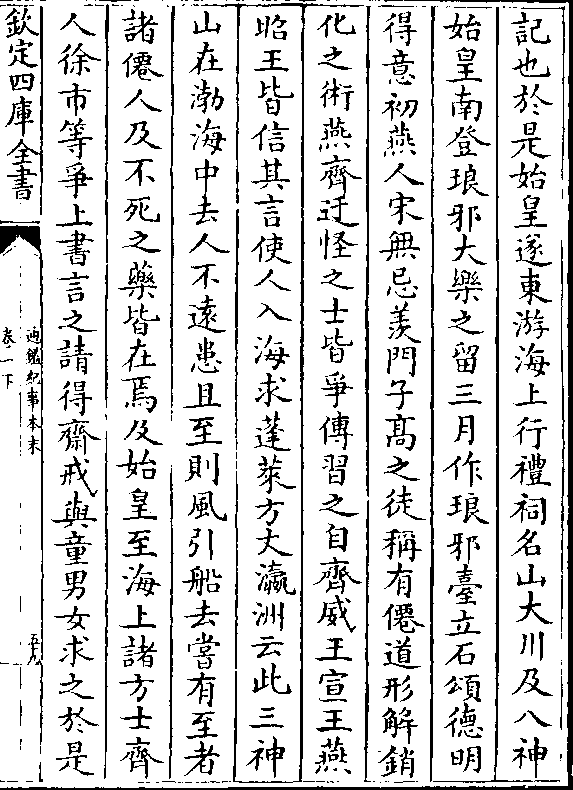 記也於是始皇遂東游海上行禮祠名山大川及八神
始皇南登琅邪大樂之留三月作琅邪臺立石頌德明
得意初燕人宋無忌羡門子髙之徒稱有僊道形解銷
化之術燕齊迂怪之士皆爭傳習之自齊威王宣王燕
昭王皆信其言使人入海求蓬萊方丈瀛洲云此三神
山在渤海中去人不遠患且至則風引船去嘗有至者
諸僊人及不死之藥皆在焉及始皇至海上諸方士齊
人徐市等爭上書言之請得齋戒與童男女求之於是
欽定四庫全書
通鑑紀事本末
卷一下
五十九